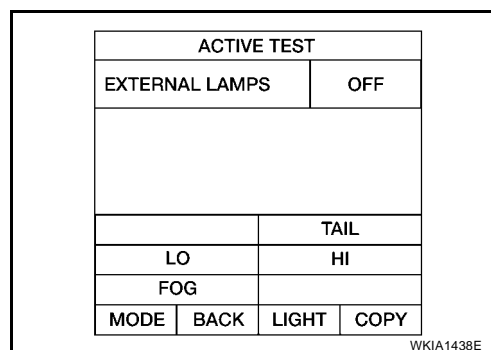 ACTIVE TEST
EXTERNAL LAMPS OFF
TAIL
LO HI
FOG
MODE BACK LIGHT COPY
WKIA1438E